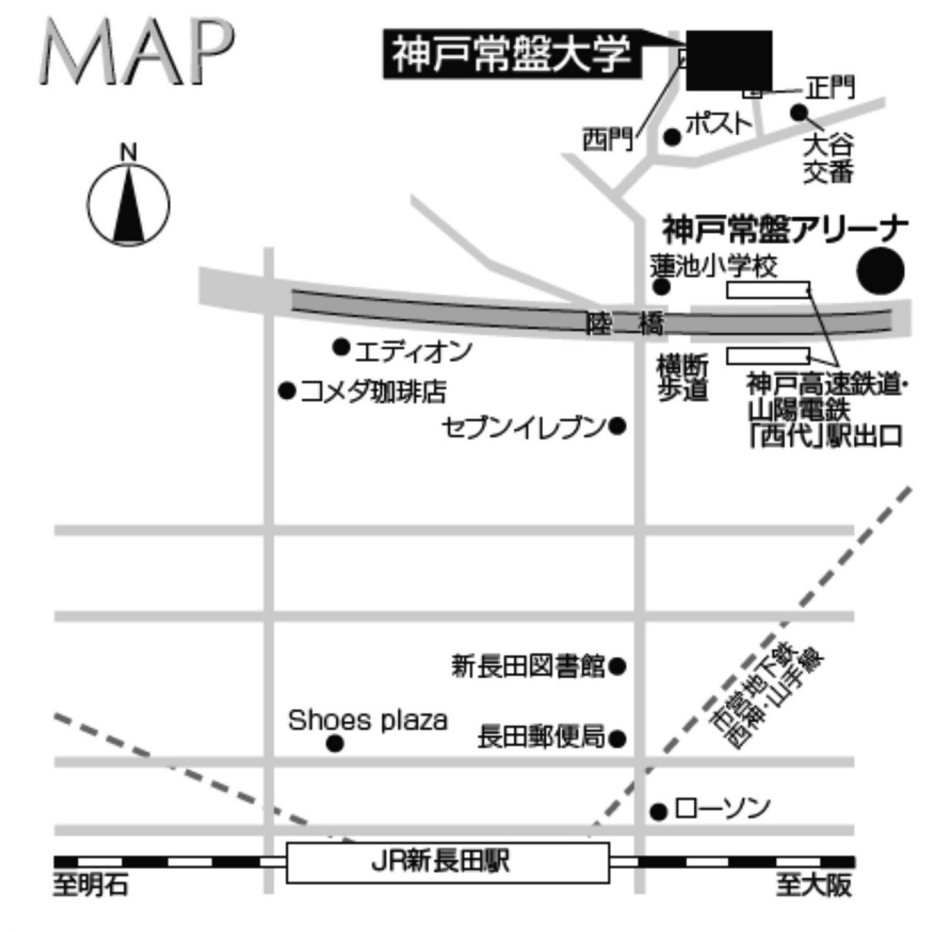 MAP
神戸常盤大学
正門
西門
ポスト
大谷
交番
N
神戸常盤アリーナ
蓮池小学校
陸 橋
エディオン
横断
歩道
神戸高速鉄道・
山陽電鉄
「西代」駅出口
コメダ珈琲店
セブンイレブン
新長田図書館
市営地下鉄
西神・山手線
Shoes plaza
長田郵便局
ローソン
JR新長田駅
至明石
至大阪